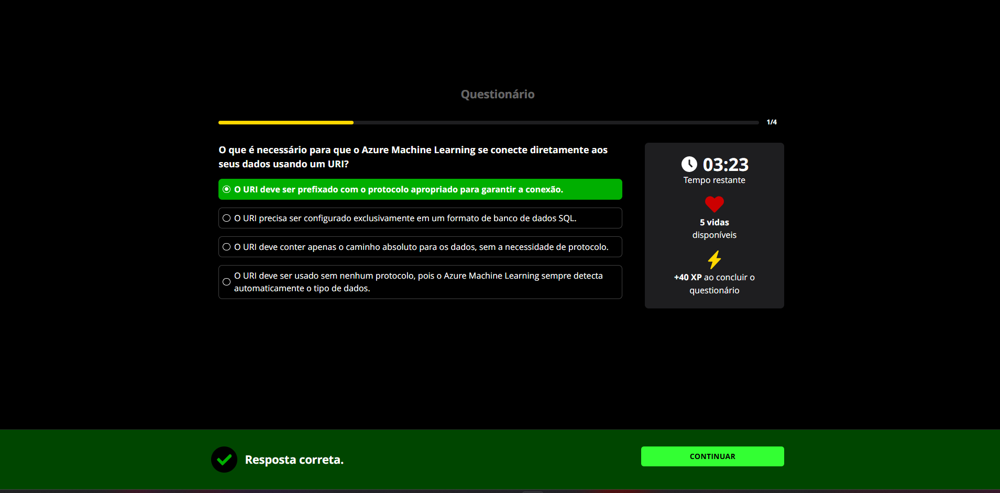 Questionário
1/4
O que é necessário para que o Azure Machine Learning se conecte diretamente aos
seus dados usando um URI?
O URI deve ser prefixado com o protocolo apropriado para garantir a conexão.
O URI precisa ser configurado exclusivamente em um formato de banco de dados SQL.
O URI deve conter apenas o caminho absoluto para os dados, sem a necessidade de protocolo.
O URI deve ser usado sem nenhum protocolo, pois o Azure Machine Learning sempre detecta
automaticamente o tipo de dados.
03:23
Tempo restante
5 vidas
disponíveis
+40 XP ao concluir o
questionário
Resposta correta.
CONTINUAR